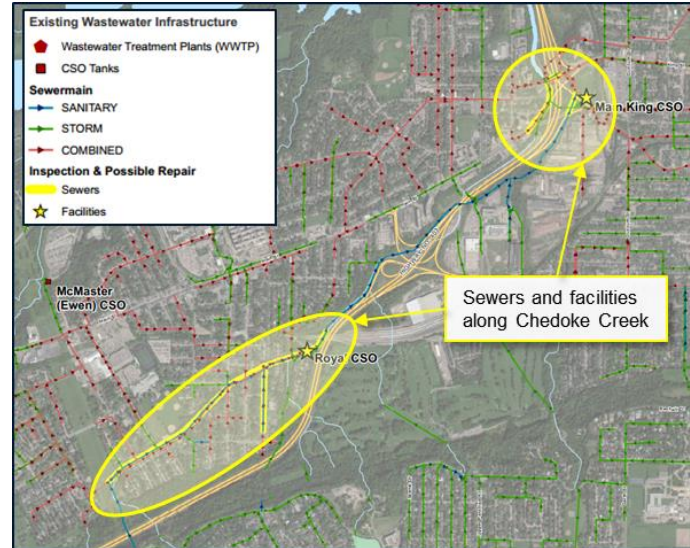 Existing Wastewater Infrastructure
Wastewater Treatment Plants (WWTP)
CSO Tanks
Sewermain
SANITARY
STORM
COMBINED
Inspection & Possible Repair
Sewers
Facilities
Main King CSO
McMaster
(Ewen) CSO
Sewers and facilities
along Chedoke Creek
Royal CSO